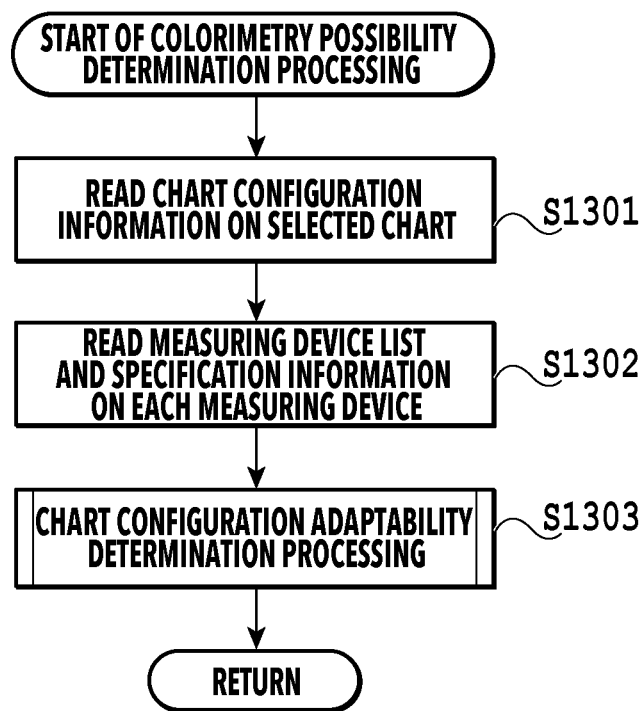 START OF COLORIMETRY POSSIBILITY
DETERMINATION PROCESSING
READ CHART CONFIGURATION
INFORMATION ON SELECTED CHART
S1301
READ MEASURING DEVICE LIST
AND SPECIFICATION INFORMATION
ON EACH MEASURING DEVICE
S1302
CHART CONFIGURATION ADAPTABILITY
DETERMINATION PROCESSING
S1303
RETURN